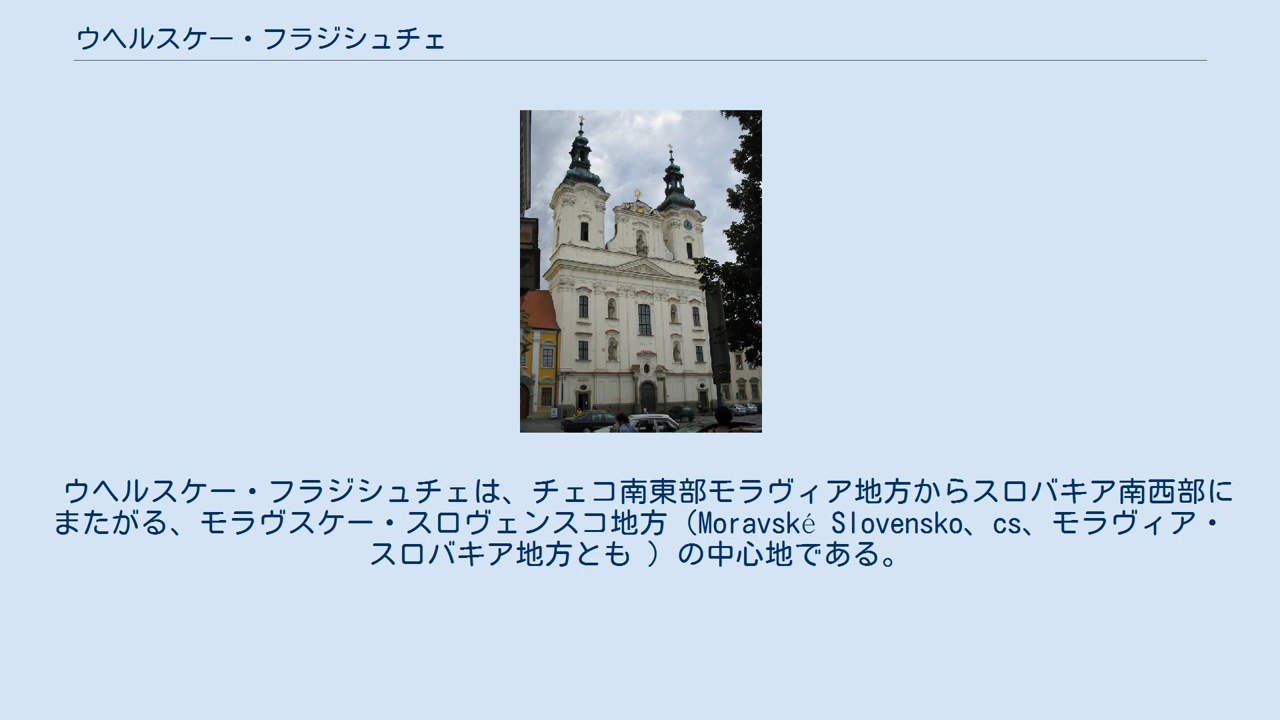 ウヘルスケー・フラジシュチェ
ウヘルスケー・フラジシュチェは、チェコ南東部モラヴィア地方からスロバキア南西部に
またがる、モラヴスケー・スロヴェンスコ地方（Moravské Slovensko、cs、モラヴィア・
スロバキア地方とも ）の中心地である。